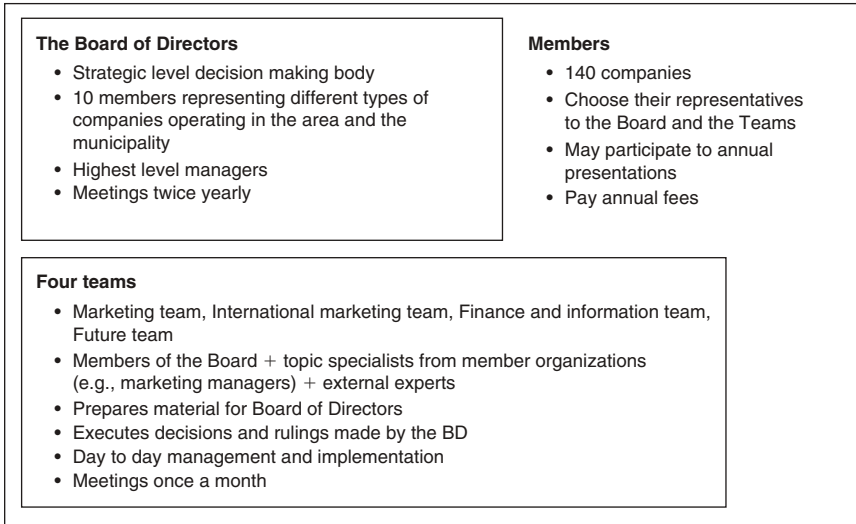 The Board of Directors
• Strategic level decision making body
• 10 members representing different types of
companies operating in the area and the
municipality
• Highest level managers
• Meetings twice yearly
Members
• 140 companies
• Choose their representatives
to the Board and the Teams
• May participate to annual
presentations
• Pay annual fees
Four teams
• Marketing team, International marketing team, Finance and information team,
Future team
• Members of the Board + topic specialists from member organizations
(e.g., marketing managers) + external experts
• Prepares material for Board of Directors
• Executes decisions and rulings made by the BD
• Day to day management and implementation
• Meetings once a month